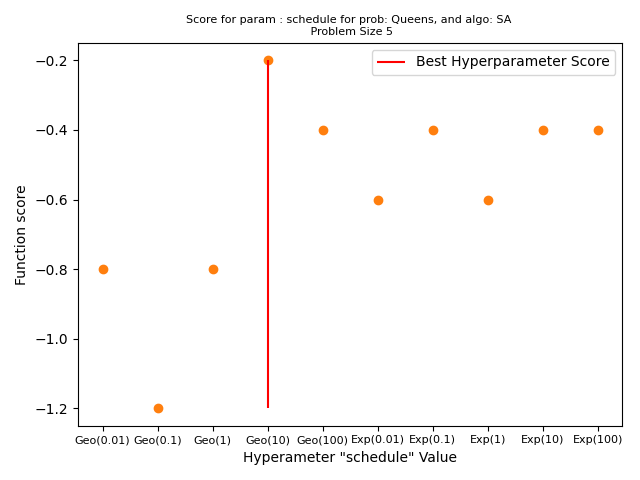 Score for param : schedule for prob: Queens, and algo: SA
Problem Size 5
Best Hyperparameter Score
Function score
−0.2
−0.4
−0.6
−0.8
−1.0
−1.2
Geo(0.01) Geo(0.1) Geo(1) Geo(10) Geo(100) Exp(0.01) Exp(0.1) Exp(1) Exp(10) Exp(100)
Hyperameter "schedule" Value